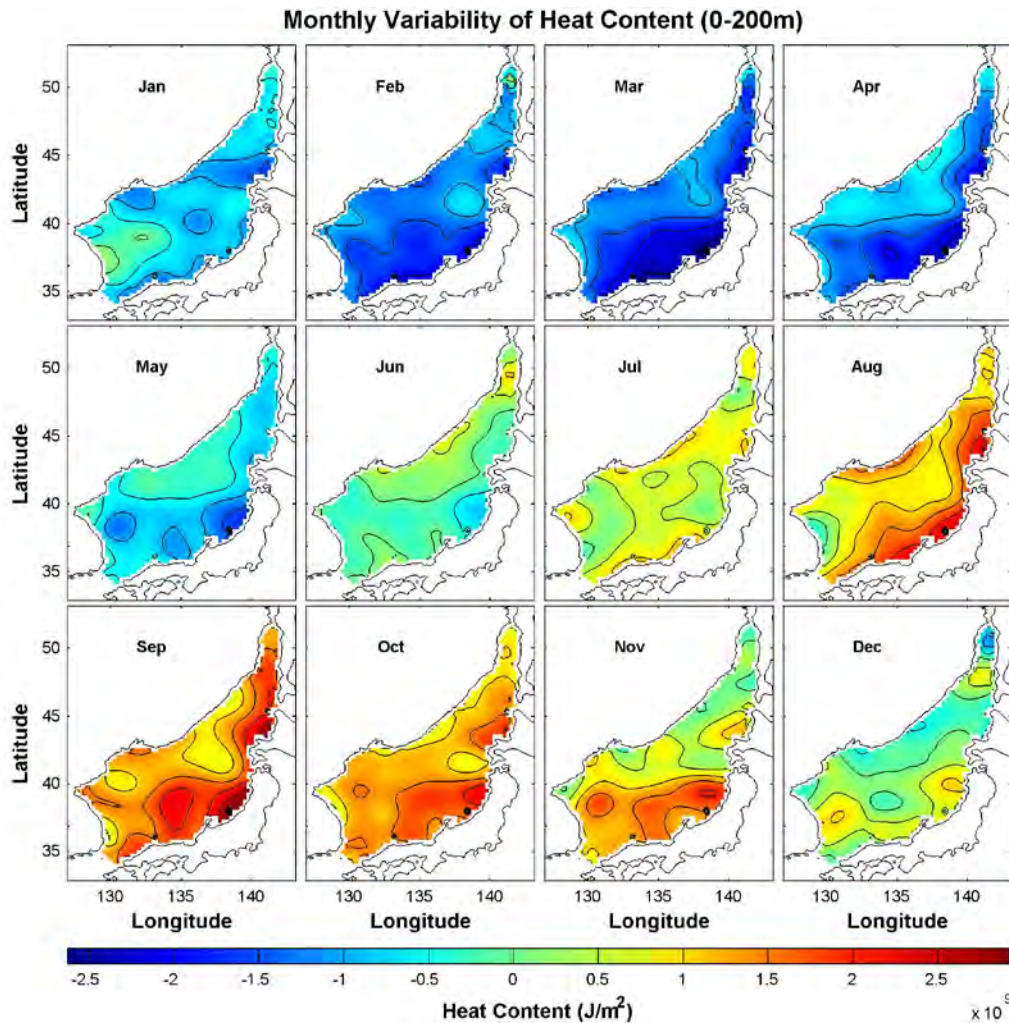 Monthly Variability of Heat Content (0-200m)
Jan Feb Mar Apr
50
45
40
35
Latitude
May Jun Jul Aug
50
45
40
35
Latitude
Sep Oct Nov Dec
50
45
40
35
Latitude
130 135 140 130 135 140 130 135 140 130 135 140
Longitude Longitude Longitude Longitude
-2.5 -2 -1.5 -1 -0.5 0 0.5 1 1.5 2 2.5
Heat Content (J/m²)
x 10⁹